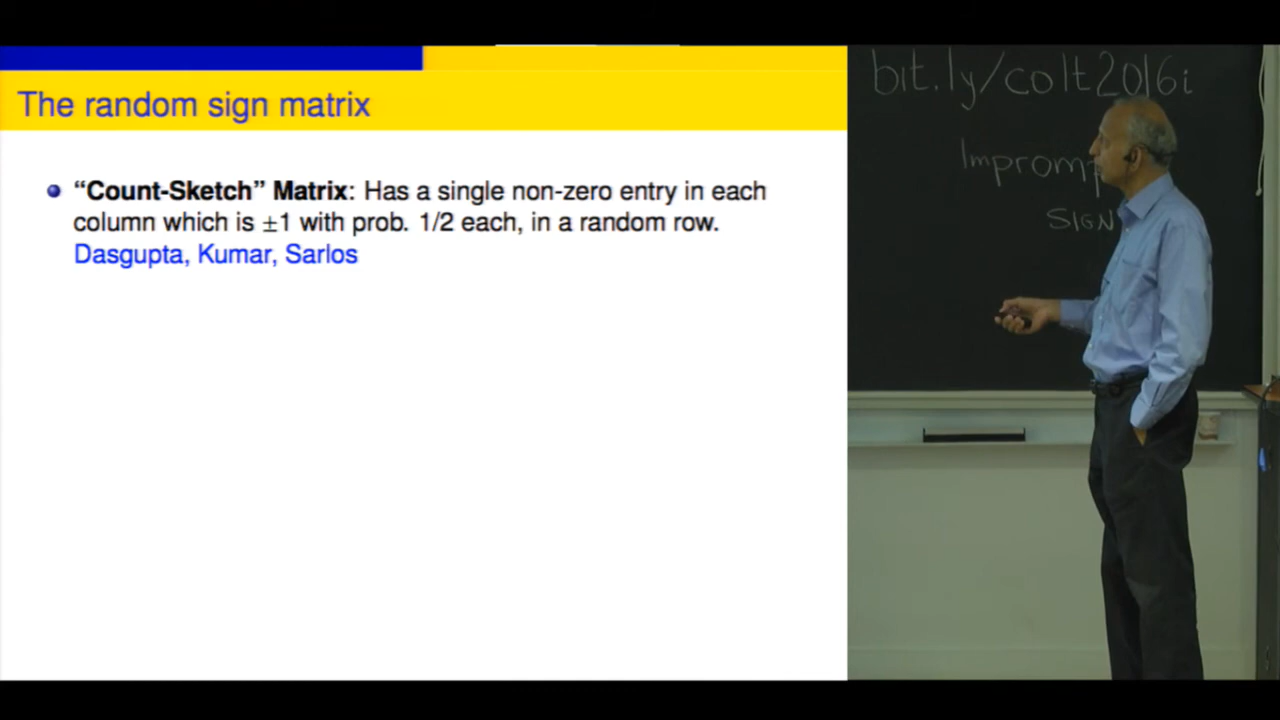 The random sign matrix
“Count-Sketch” Matrix: Has a single non-zero entry in each
column which is ±1 with prob. 1/2 each, in a random row.
Dasgupta, Kumar, Sarlos
bit.ly/colt2016i
SIGN